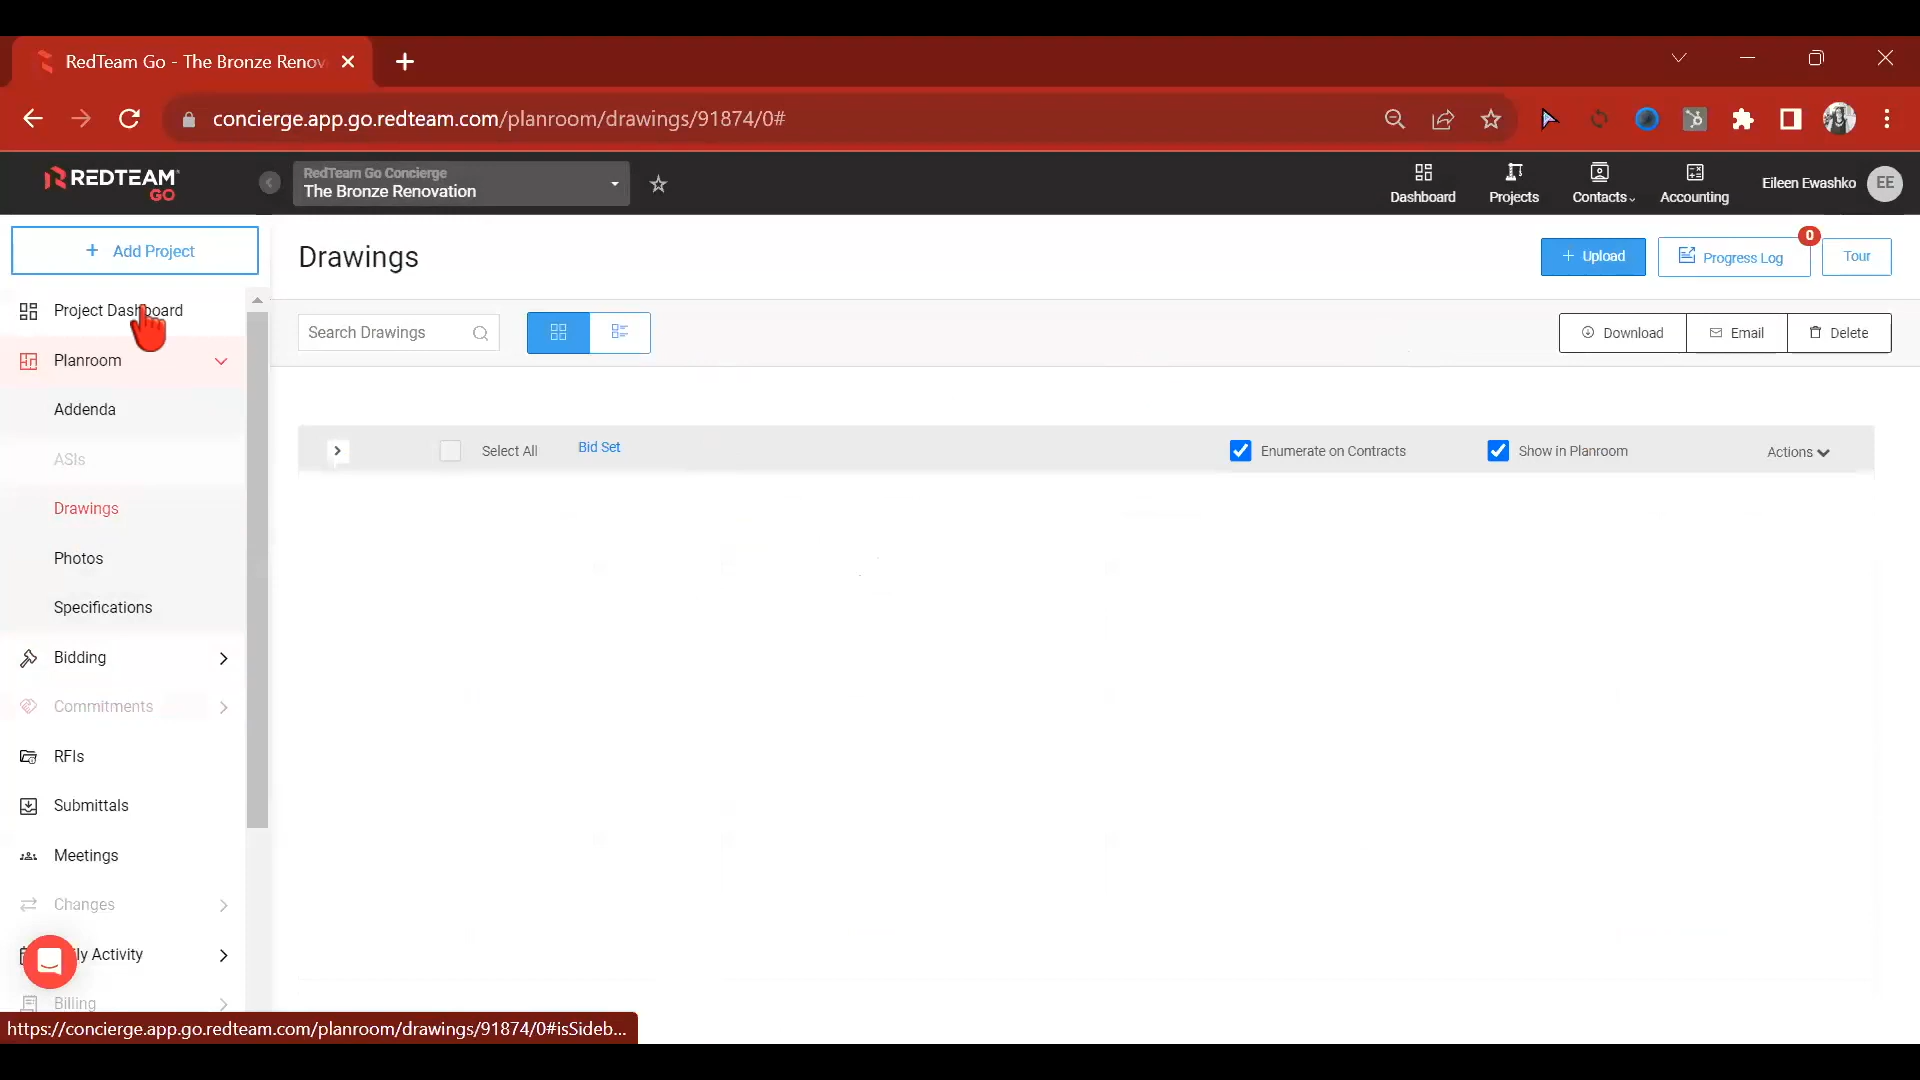 RedTeam Go - The Bronze Renov
concierge.app.go.redteam.com/planroom/drawings/91874/0#
REDTEAM
GO
RedTeam Go Concierge
The Bronze Renovation
Dashboard
Projects
Contacts
Accounting
Eileen Ewashko
EE
+ Add Project
Project Dashboard
Planroom
Addenda
ASIs
Drawings
Photos
Specifications
Bidding
Commitments
RFIs
Submittals
Meetings
Changes
ly Activity
Billing
Drawings
+ Upload
Progress Log
0
Tour
Search Drawings
Download
Email
Delete
Select All
Bid Set
Enumerate on Contracts
Show in Planroom
Actions
https://concierge.app.go.redteam.com/planroom/drawings/91874/0#isSideb...